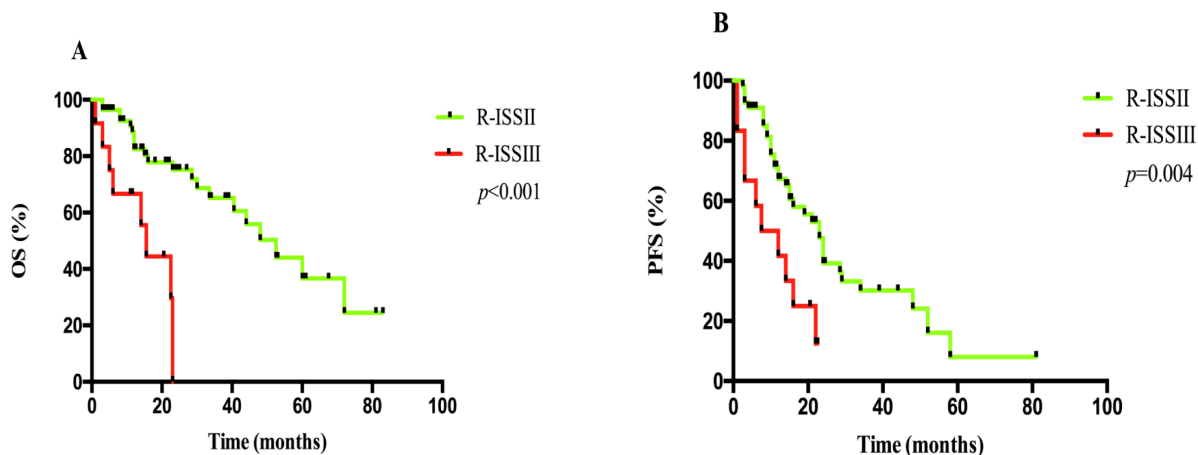 A
OS (%)
100
80
60
40
20
0
0 20 40 60 80 100
Time (months)
R-ISSII
R-ISSIII
p<0.001
B
PFS (%)
100
80
60
40
20
0
0 20 40 60 80 100
Time (months)
R-ISSII
R-ISSIII
p=0.004